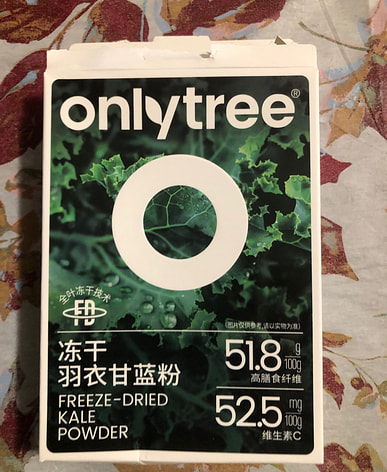 onlytree®
全叶冻干技术
FD
(图片仅供参考,请以实物为准)
冻干
羽衣甘蓝粉
FREEZE-DRIED
KALE
POWDER
51.8 g/100g
高膳食纤维
52.5 mg/100g
维生素C